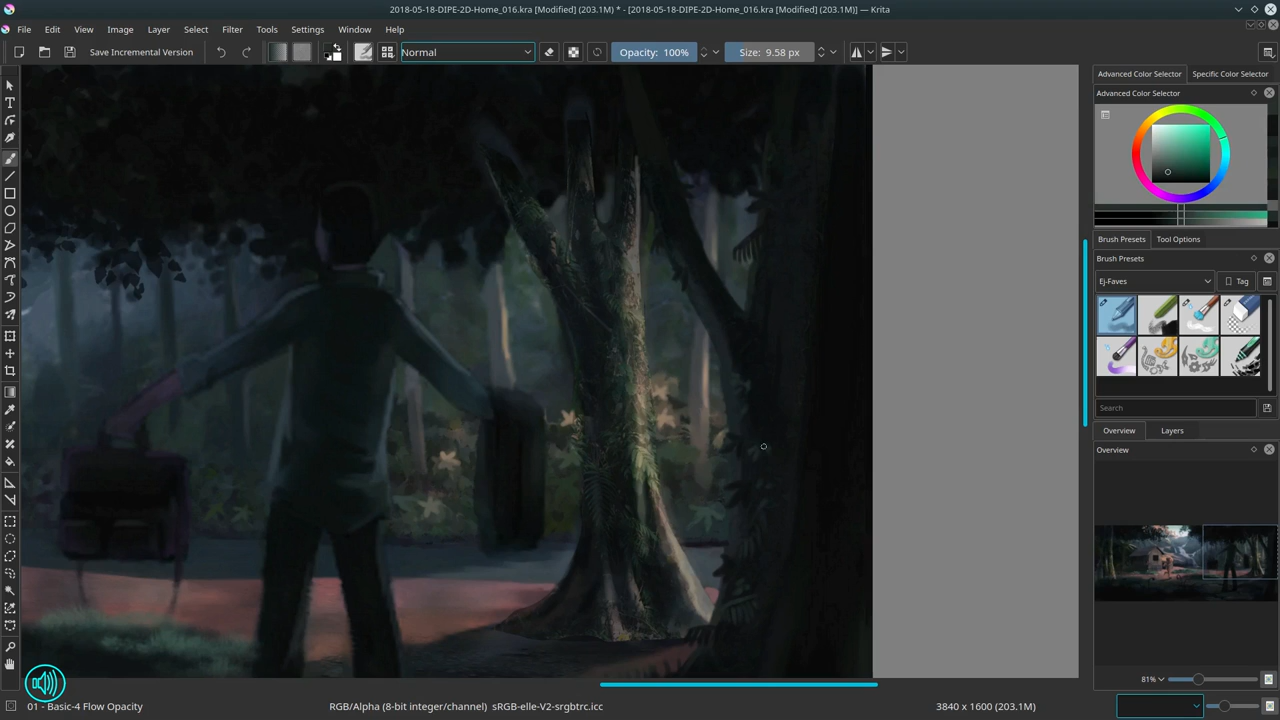 2018-05-18-DIPE-2D-Home_016.kra [Modified] (203.1M) * - [2018-05-18-DIPE-2D-Home_016.kra [Modified] (203.1M)] — Krita
File Edit View Image Layer Select Filter Tools Settings Window Help
Save Incremental Version Normal Opacity: 100% Size: 9.58 px
Advanced Color Selector Specific Color Selector
Advanced Color Selector
Brush Presets Tool Options
Brush Presets
Ej-Faves Tag
Search
Overview Layers
Overview
81%
01 - Basic-4 Flow Opacity RGB/Alpha (8-bit integer/channel) sRGB-elle-V2-srgbtrc.icc 3840 x 1600 (203.1M)